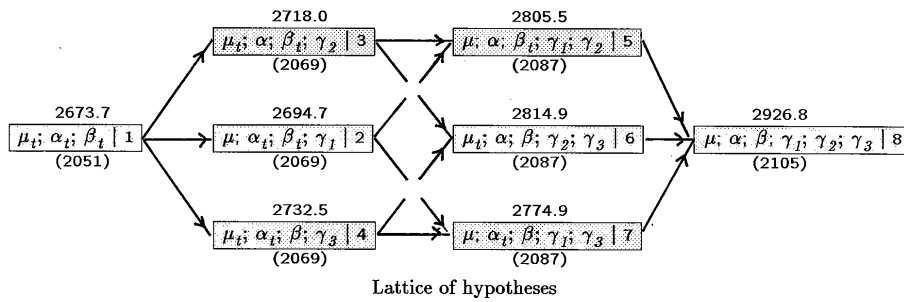 2718.0 2805.5
μ_t; α; β_t; γ_2 | 3 μ; α; β_t; γ_1; γ_2 | 5
(2069) (2087)
2673.7 2694.7 2814.9 2926.8
μ_t; α_t; β_t | 1 μ; α_t; β_t; γ_1 | 2 μ_t; α; β; γ_2; γ_3 | 6 μ; α; β; γ_1; γ_2; γ_3 | 8
(2051) (2069) (2087) (2105)
2732.5 2774.9
μ_t; α_t; β; γ_3 | 4 μ; α_t; β; γ_1; γ_3 | 7
(2069) (2087)
Lattice of hypotheses